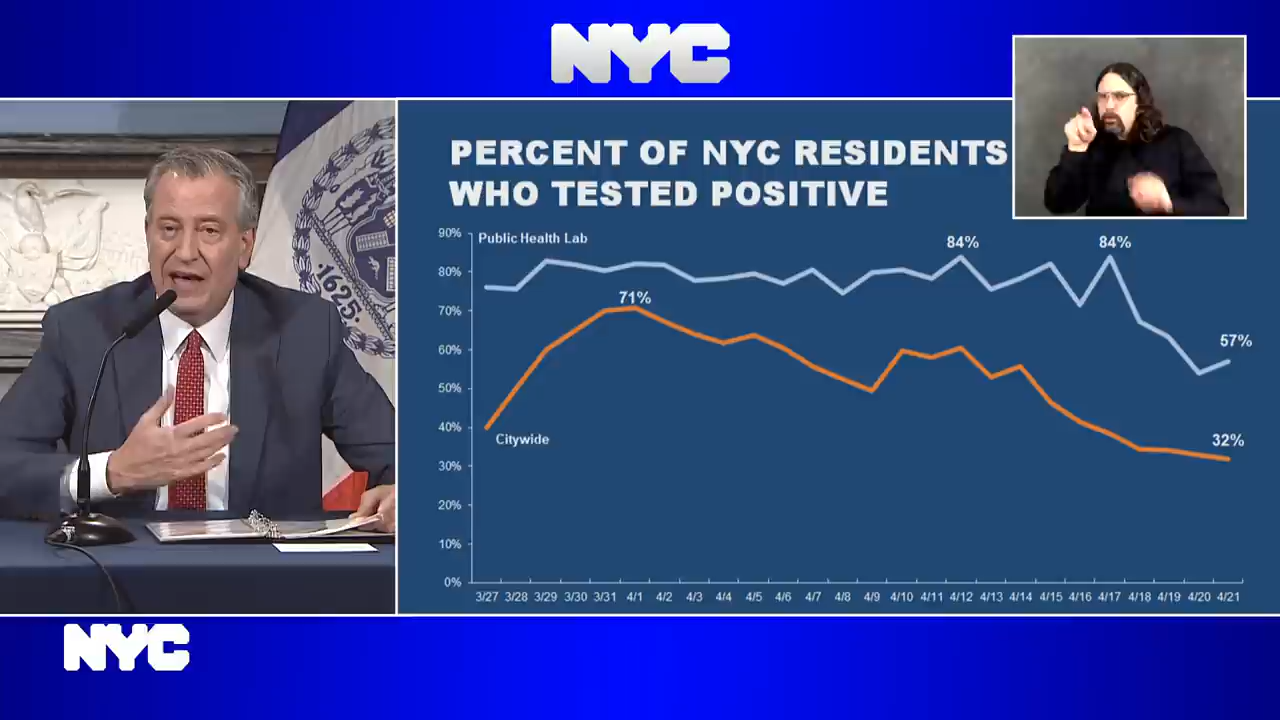 NYC
PERCENT OF NYC RESIDENTS
WHO TESTED POSITIVE
90%
80%
70%
60%
50%
40%
30%
20%
10%
0%
Public Health Lab
84%
84%
71%
57%
Citywide
32%
3/27 3/28 3/29 3/30 3/31 4/1 4/2 4/3 4/4 4/5 4/6 4/7 4/8 4/9 4/10 4/11 4/12 4/13 4/14 4/15 4/16 4/17 4/18 4/19 4/20 4/21
·1625·
NYC